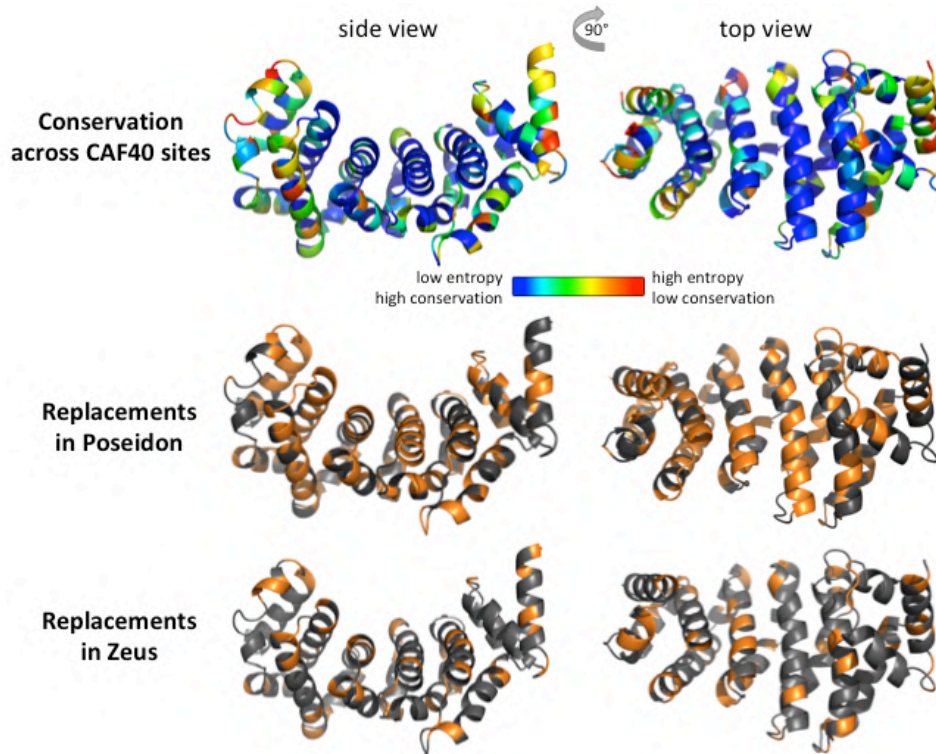 side view
90°
top view
Conservation
across CAF40 sites
low entropy
high conservation
high entropy
low conservation
Replacements
in Poseidon
Replacements
in Zeus